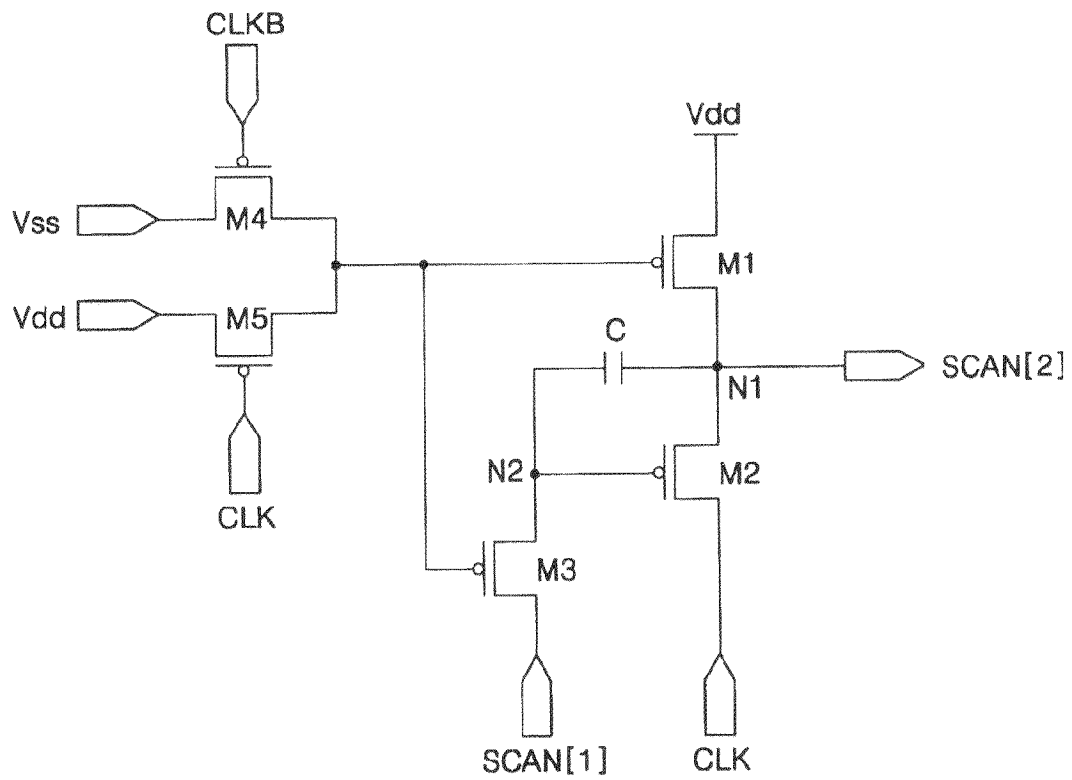 CLKB
Vdd
Vss
M4
M1
Vdd
M5
C
SCAN[2]
N1
N2
M2
CLK
M3
SCAN[1]
CLK